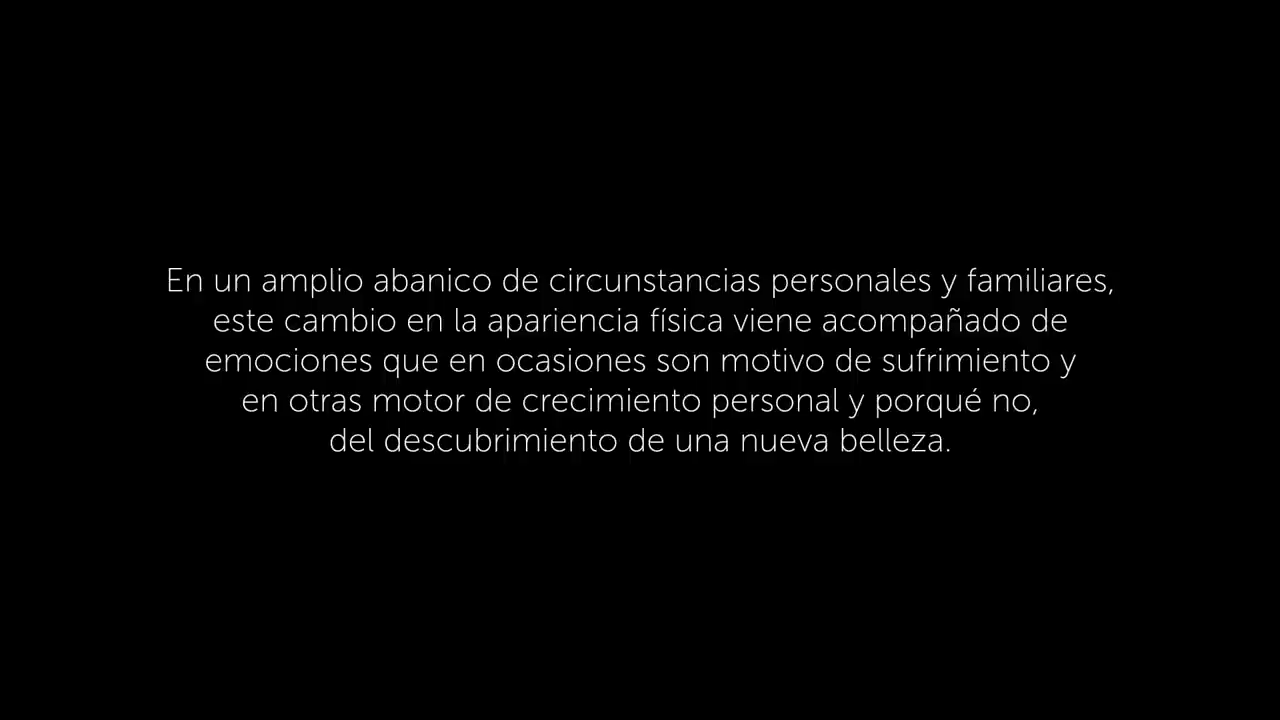 En un amplio abanico de circunstancias personales y familiares,
este cambio en la apariencia física viene acompañado de
emociones que en ocasiones son motivo de sufrimiento y
en otras motor de crecimiento personal y porqué no,
del descubrimiento de una nueva belleza.